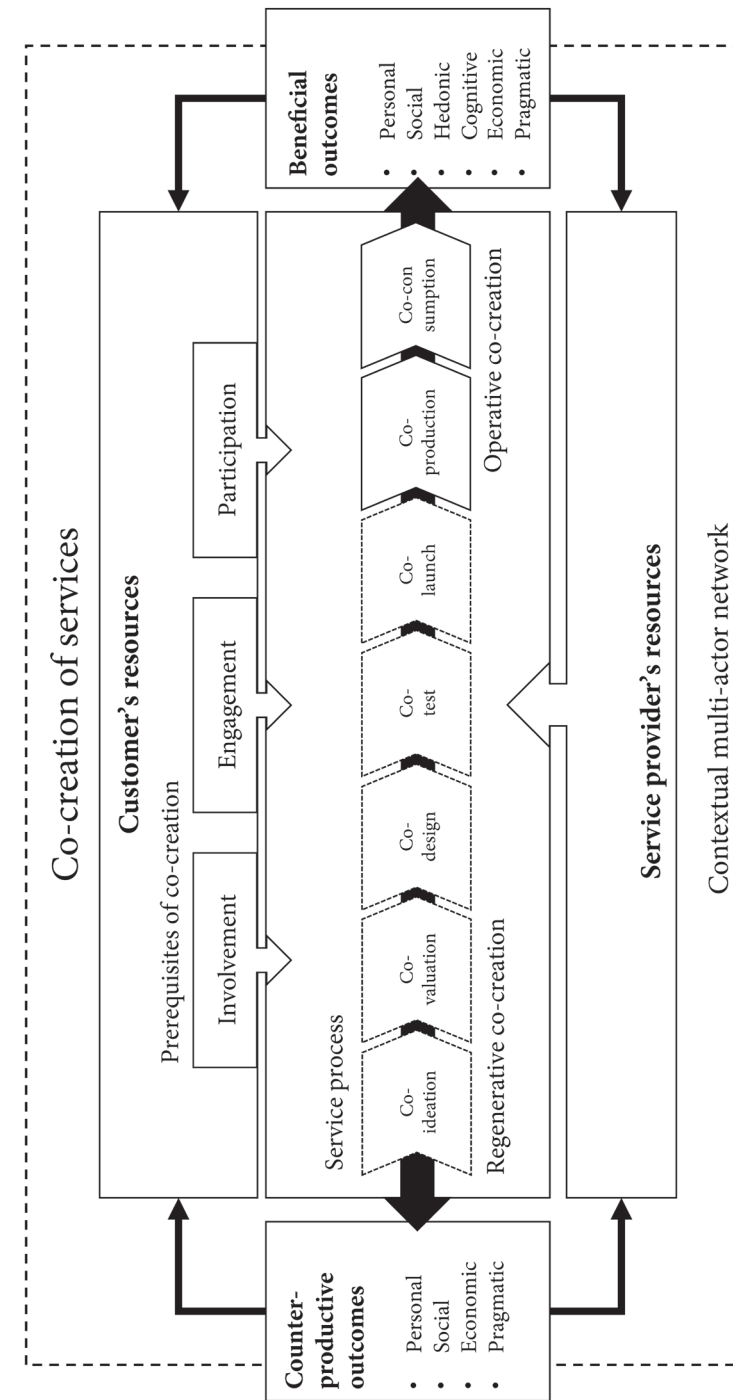 Co-creation of services
Customer’s resources
Prerequisites of co-creation
Involvement
Engagement
Participation
Counter-
productive
outcomes
• Personal
• Social
• Economic
• Pragmatic
Service process
Co-
ideation
Co-
valuation
Co-
design
Co-
test
Co-
launch
Co-
production
Co-con
sumption
Regenerative co-creation
Operative co-creation
Beneficial
outcomes
• Personal
• Social
• Hedonic
• Cognitive
• Economic
• Pragmatic
Service provider’s resources
Contextual multi-actor network